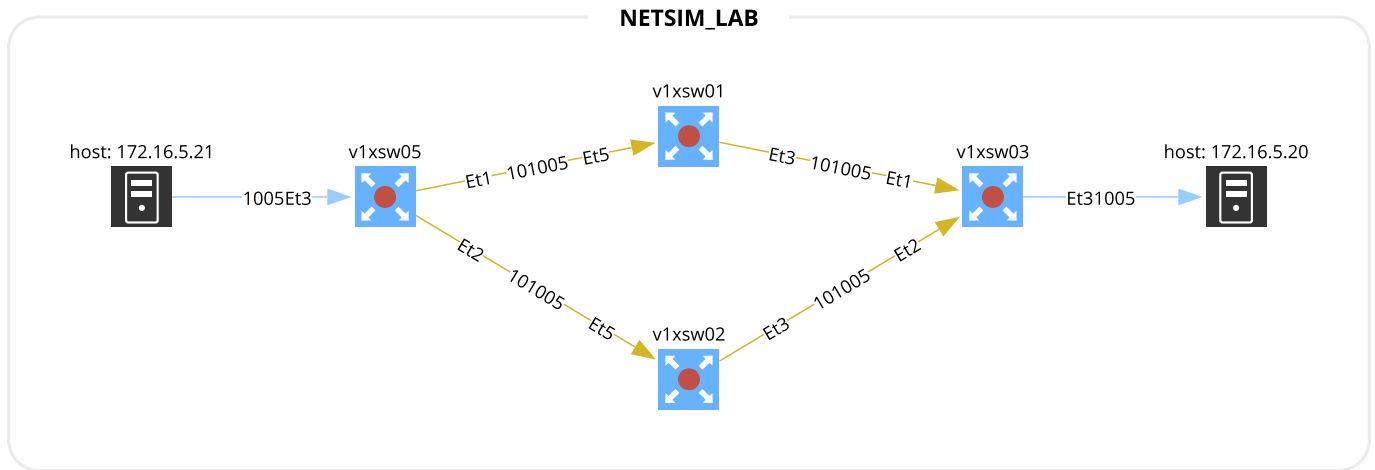 NETSIM_LAB
v1xsw01
host: 172.16.5.21
v1xsw05
v1xsw03
host: 172.16.5.20
Et1 101005 Et5
Et3 101005 Et1
1005Et3
Et31005
Et2 101005 Et5
Et3 101005 Et2
v1xsw02